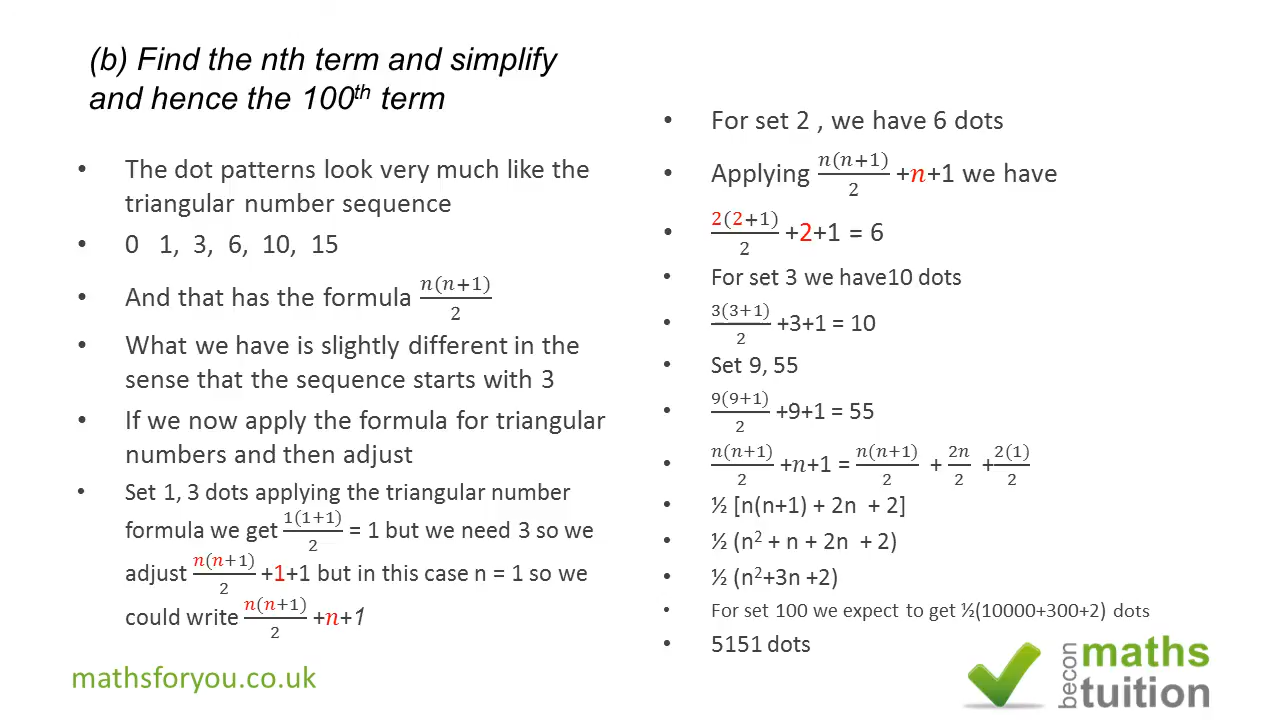 (b) Find the nth term and simplify
and hence the 100th term
• The dot patterns look very much like the
triangular number sequence
• 0 1, 3, 6, 10, 15
• And that has the formula n(n+1)/2
• What we have is slightly different in the
sense that the sequence starts with 3
• If we now apply the formula for triangular
numbers and then adjust
• Set 1, 3 dots applying the triangular number
formula we get 1(1+1)/2 = 1 but we need 3 so we
adjust n(n+1)/2 +1+1 but in this case n = 1 so we
could write n(n+1)/2 +n+1
• For set 2 , we have 6 dots
• Applying n(n+1)/2 +n+1 we have
• 2(2+1)/2 +2+1 = 6
• For set 3 we have10 dots
• 3(3+1)/2 +3+1 = 10
• Set 9, 55
• 9(9+1)/2 +9+1 = 55
• n(n+1)/2 +n+1 = n(n+1)/2 + 2n/2 +2(1)/2
• ½ [n(n+1) + 2n + 2]
• ½ (n² + n + 2n + 2)
• ½ (n²+3n +2)
• For set 100 we expect to get ½(10000+300+2) dots
• 5151 dots
mathsforyou.co.uk
becon
maths
tuition